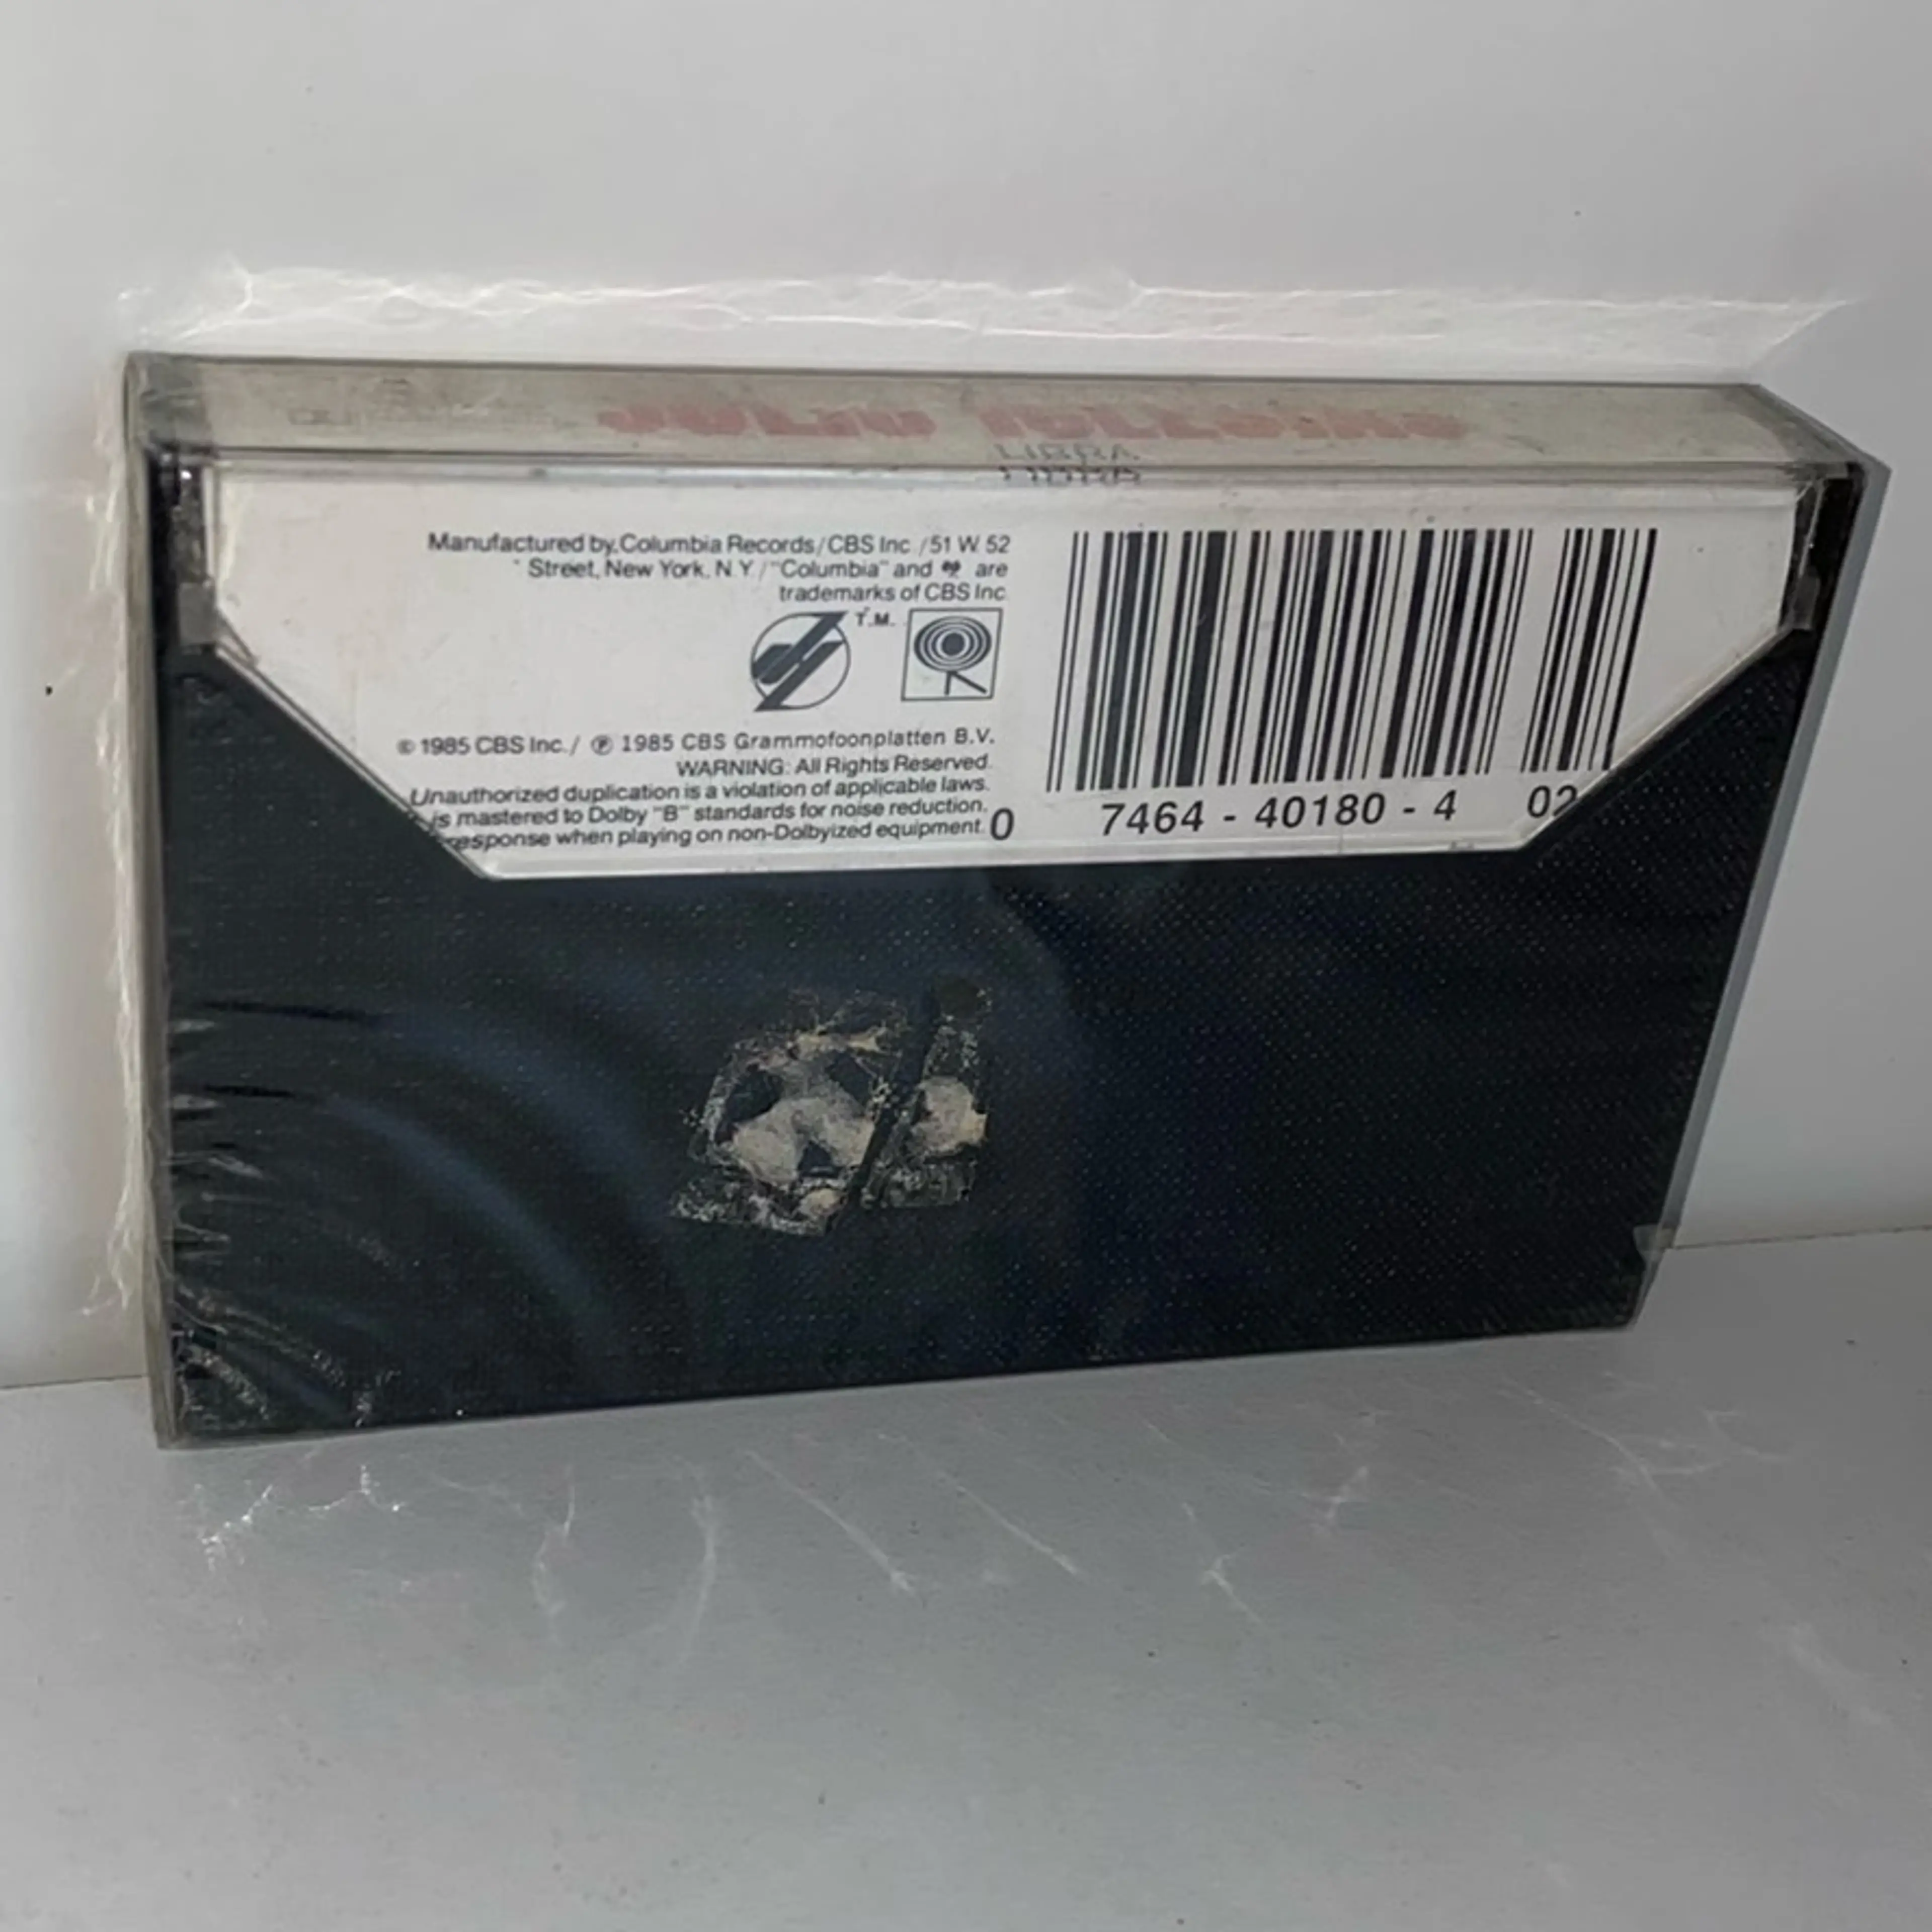 LIBRA
Manufactured by Columbia Records/CBS Inc./51 W. 52
Street, New York, N.Y./"Columbia" and are
trademarks of CBS Inc.
T.M.
© 1985 CBS Inc./ ℗ 1985 CBS Grammofoonplatten B.V.
WARNING: All Rights Reserved.
Unauthorized duplication is a violation of applicable laws.
is mastered to Dolby "B" standards for noise reduction.
response when playing on non-Dolbyized equipment.
0 7464 - 40180 - 4 02